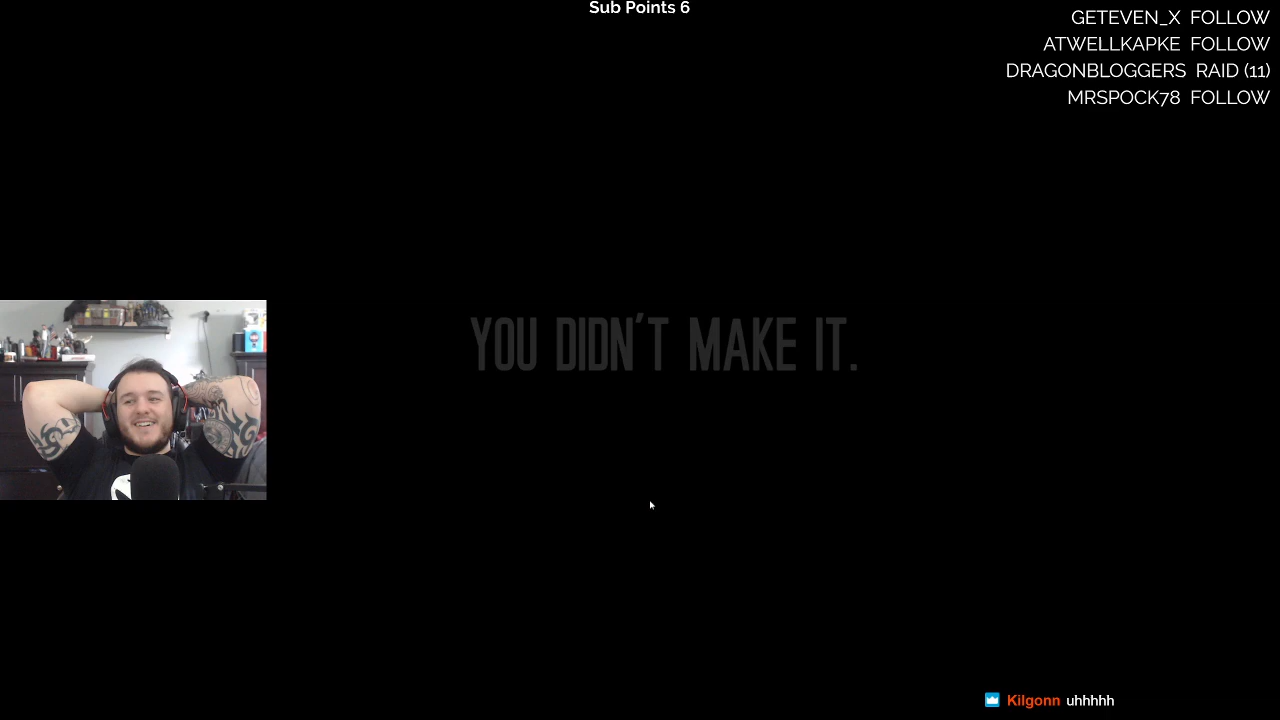 Sub Points 6
GETEVEN_X FOLLOW
ATWELLKAPKE FOLLOW
DRAGONBLOGGERS RAID (11)
MRSPOCK78 FOLLOW
YOU DIDN'T MAKE IT.
Kilgonn uhhhhh